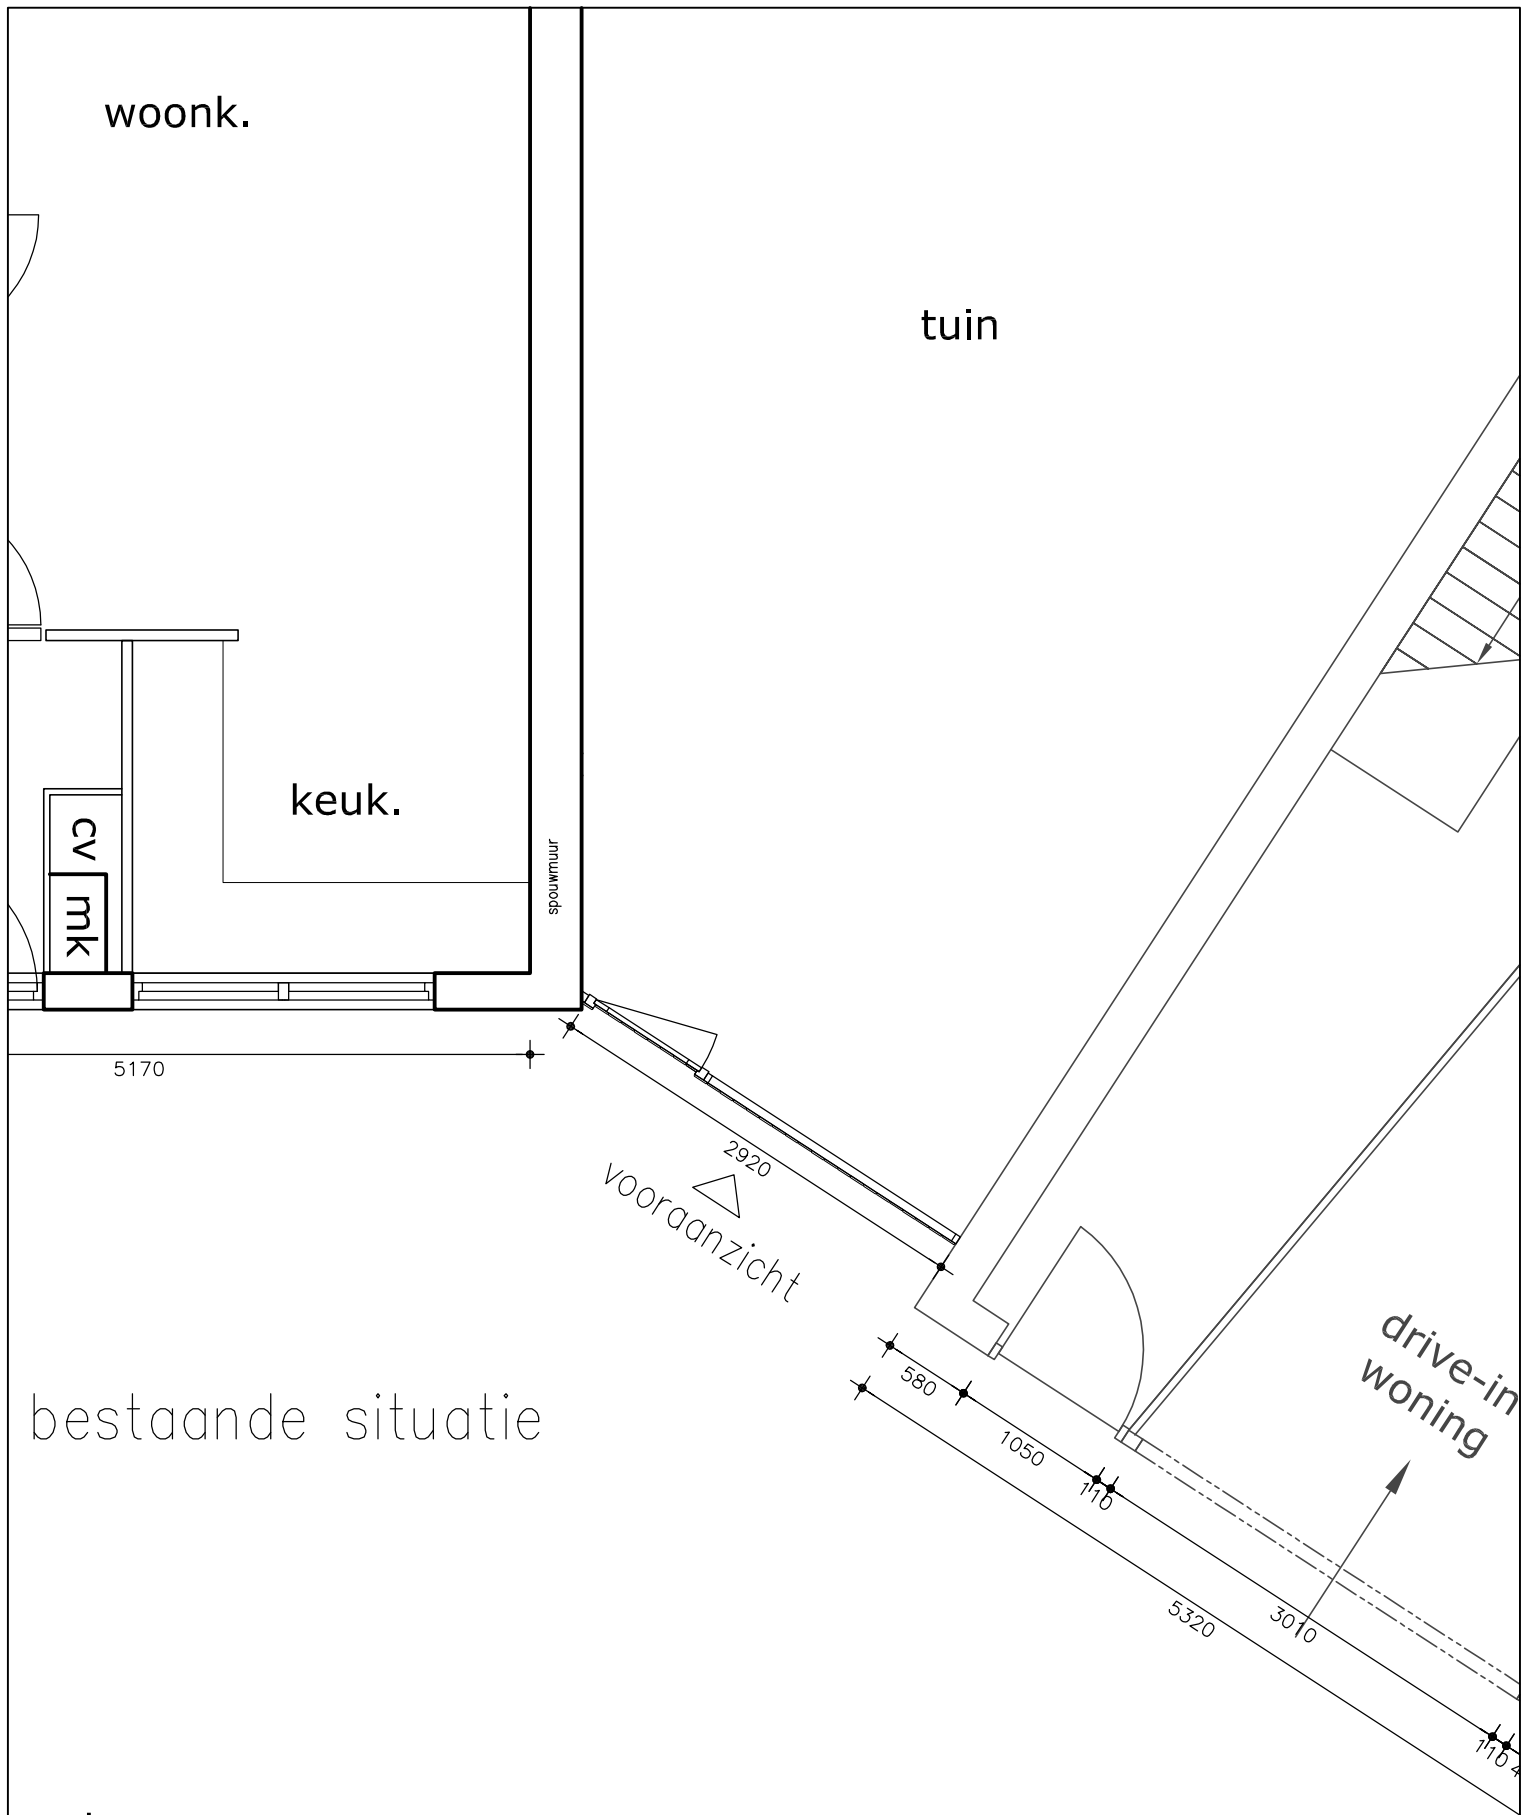 woonk.
tuin
keuk.
cv
mk
spouwmuur
5170
2920
vooraanzicht
580
1050
110
drive-in
woning
bestaande situatie
3010
5320
110